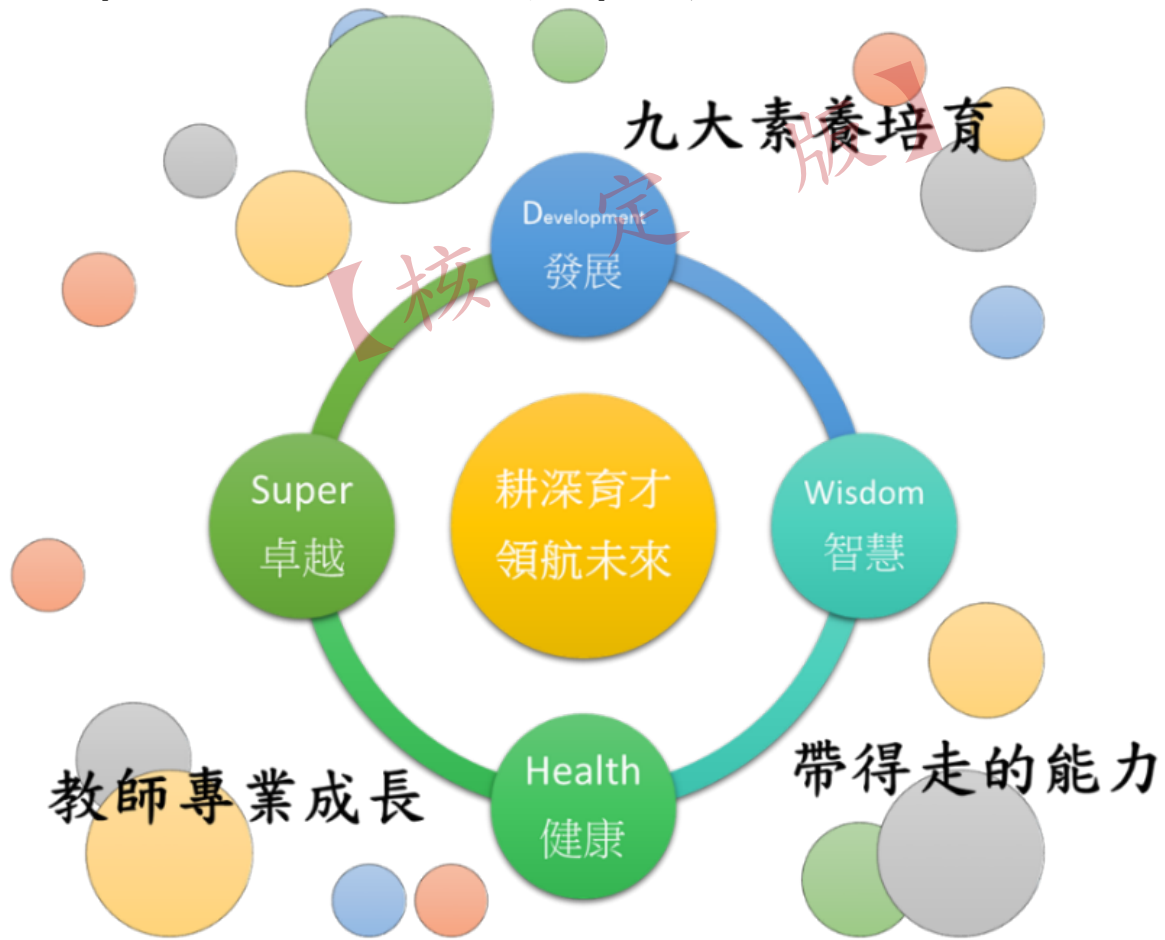 九大素養培育
【核定版】
Development
發展
Super
卓越
耕深育才
領航未來
Wisdom
智慧
Health
健康
教師專業成長
帶得走的能力